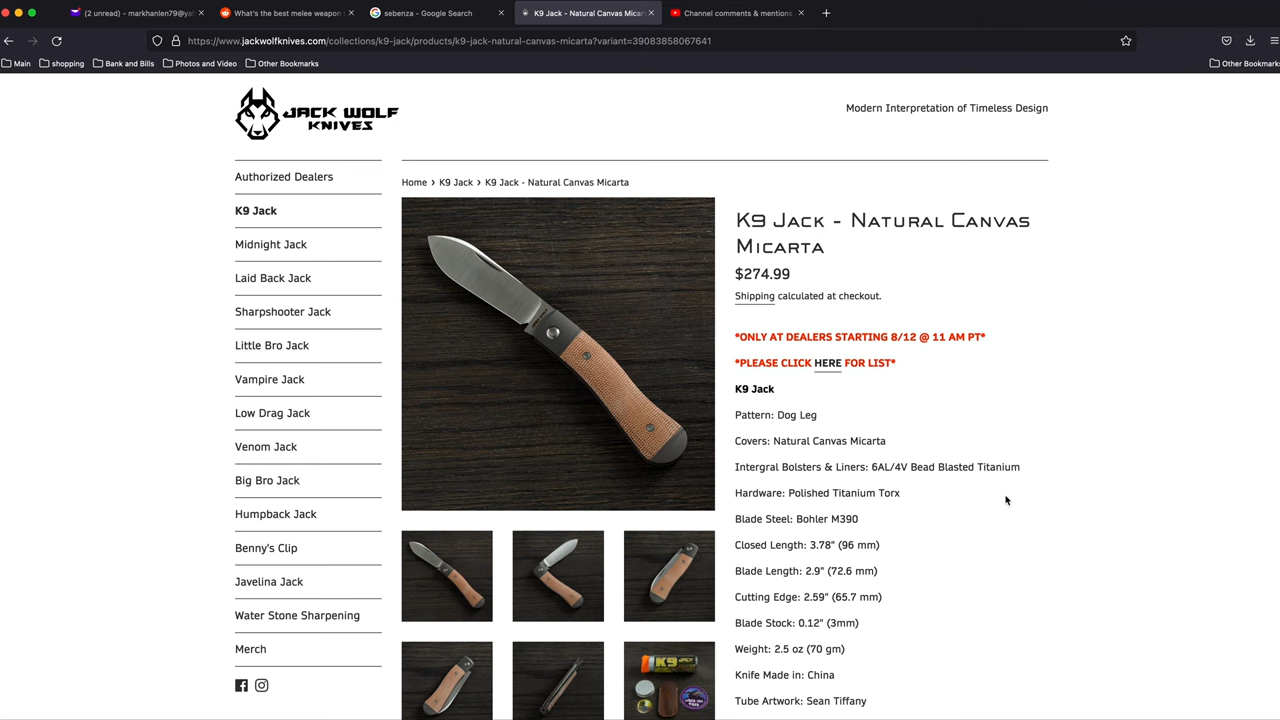 (2 unread) - markhanlen79@yah
What's the best melee weapon
sebenza - Google Search
K9 Jack - Natural Canvas Micar
Channel comments & mentions
https://www.jackwolfknives.com/collections/k9-jack/products/k9-jack-natural-canvas-micarta?variant=39083858067641
Main
shopping
Bank and Bills
Photos and Video
Other Bookmarks
Other Bookmarks
JACK WOLF
KNIVES
Modern Interpretation of Timeless Design
Authorized Dealers
K9 Jack
Midnight Jack
Laid Back Jack
Sharpshooter Jack
Little Bro Jack
Vampire Jack
Low Drag Jack
Venom Jack
Big Bro Jack
Humpback Jack
Benny's Clip
Javelina Jack
Water Stone Sharpening
Merch
Home › K9 Jack › K9 Jack - Natural Canvas Micarta
K9 Jack - Natural Canvas
Micarta
$274.99
Shipping calculated at checkout.
*ONLY AT DEALERS STARTING 8/12 @ 11 AM PT*
*PLEASE CLICK HERE FOR LIST*
K9 Jack
Pattern: Dog Leg
Covers: Natural Canvas Micarta
Intergral Bolsters & Liners: 6AL/4V Bead Blasted Titanium
Hardware: Polished Titanium Torx
Blade Steel: Bohler M390
Closed Length: 3.78" (96 mm)
Blade Length: 2.9" (72.6 mm)
Cutting Edge: 2.59" (65.7 mm)
Blade Stock: 0.12" (3mm)
Weight: 2.5 oz (70 gm)
Knife Made in: China
Tube Artwork: Sean Tiffany
K9